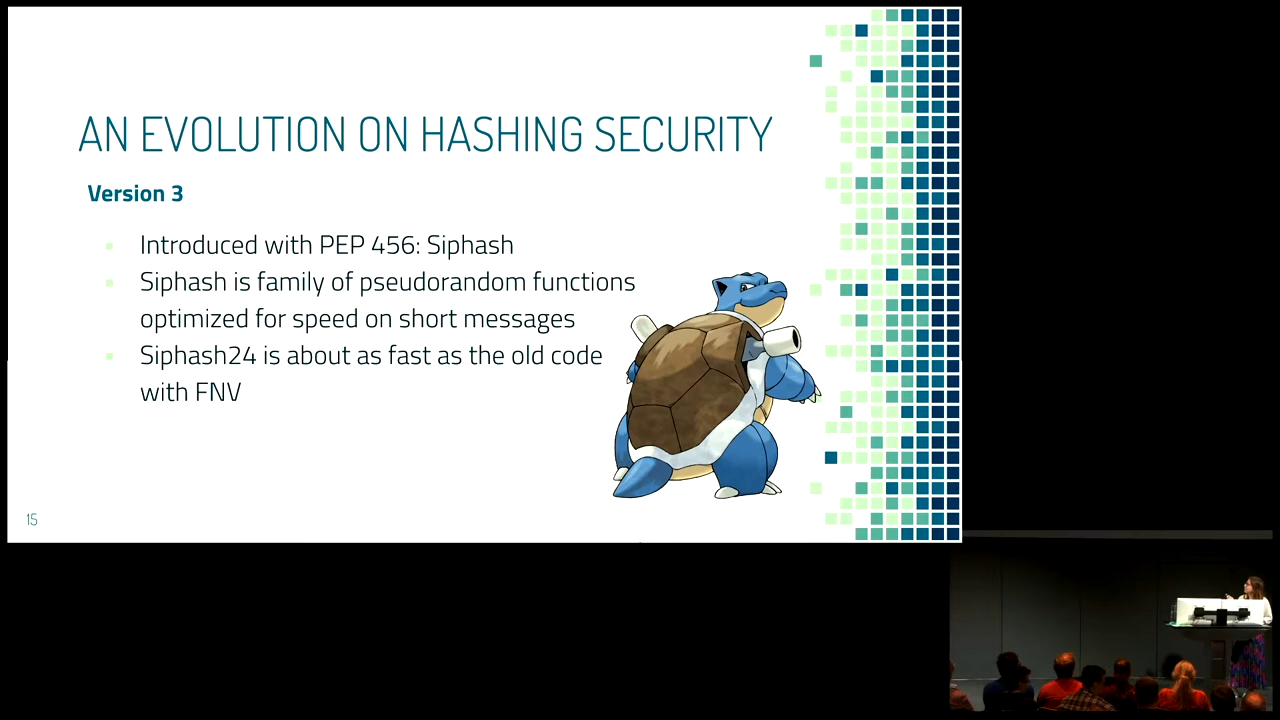 AN EVOLUTION ON HASHING SECURITY
Version 3
Introduced with PEP 456: Siphash
Siphash is family of pseudorandom functions
optimized for speed on short messages
Siphash24 is about as fast as the old code
with FNV
15